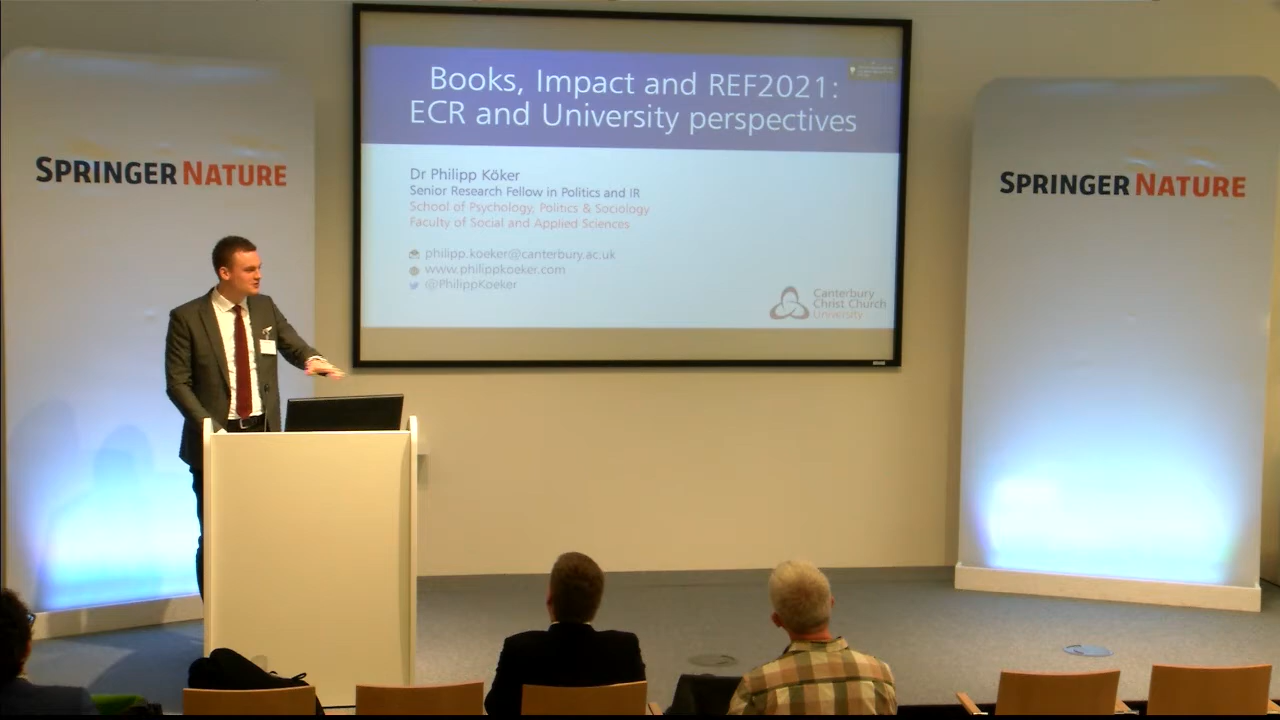 SPRINGER NATURE
Books, Impact and REF2021:
ECR and University perspectives
Dr Philipp Köker
Senior Research Fellow in Politics and IR
School of Psychology, Politics & Sociology
Faculty of Social and Applied Sciences
philipp.koeker@canterbury.ac.uk
www.philippkoeker.com
@PhilippKoeker
Canterbury
Christ Church
University
SPRINGER NATURE